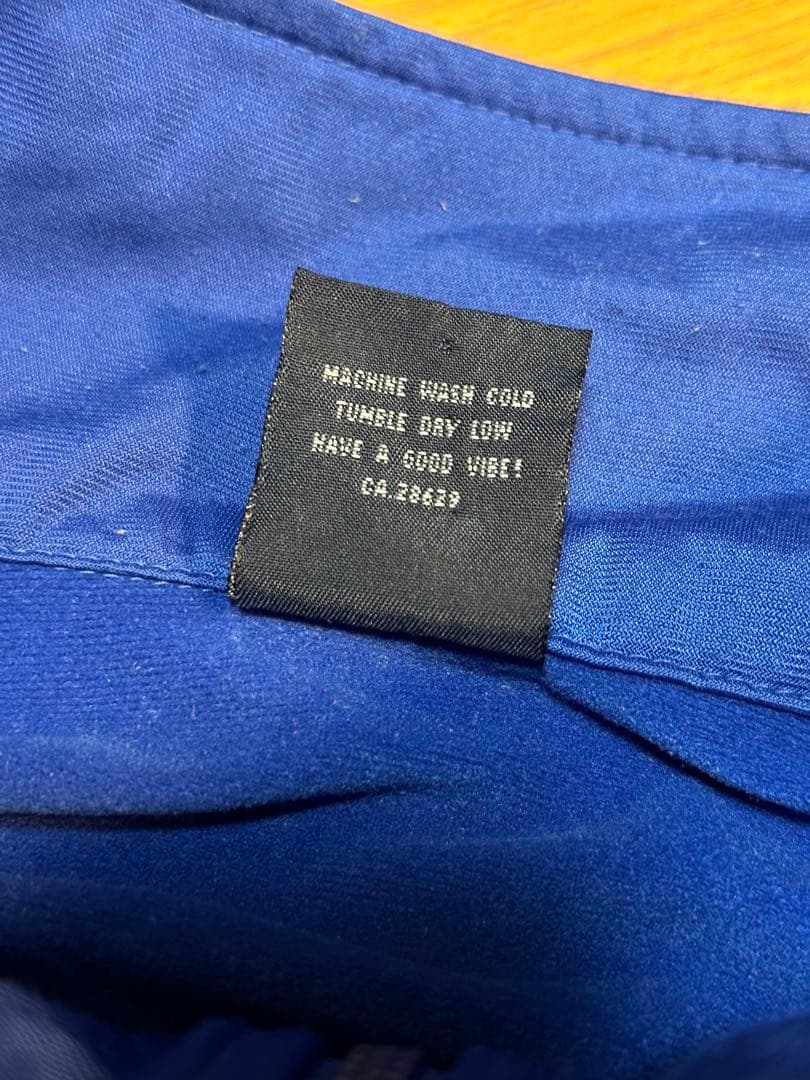 MACHINE WASH COLD
TUMBLE DRY LOW
HAVE A GOOD VIBE!
CA.28629